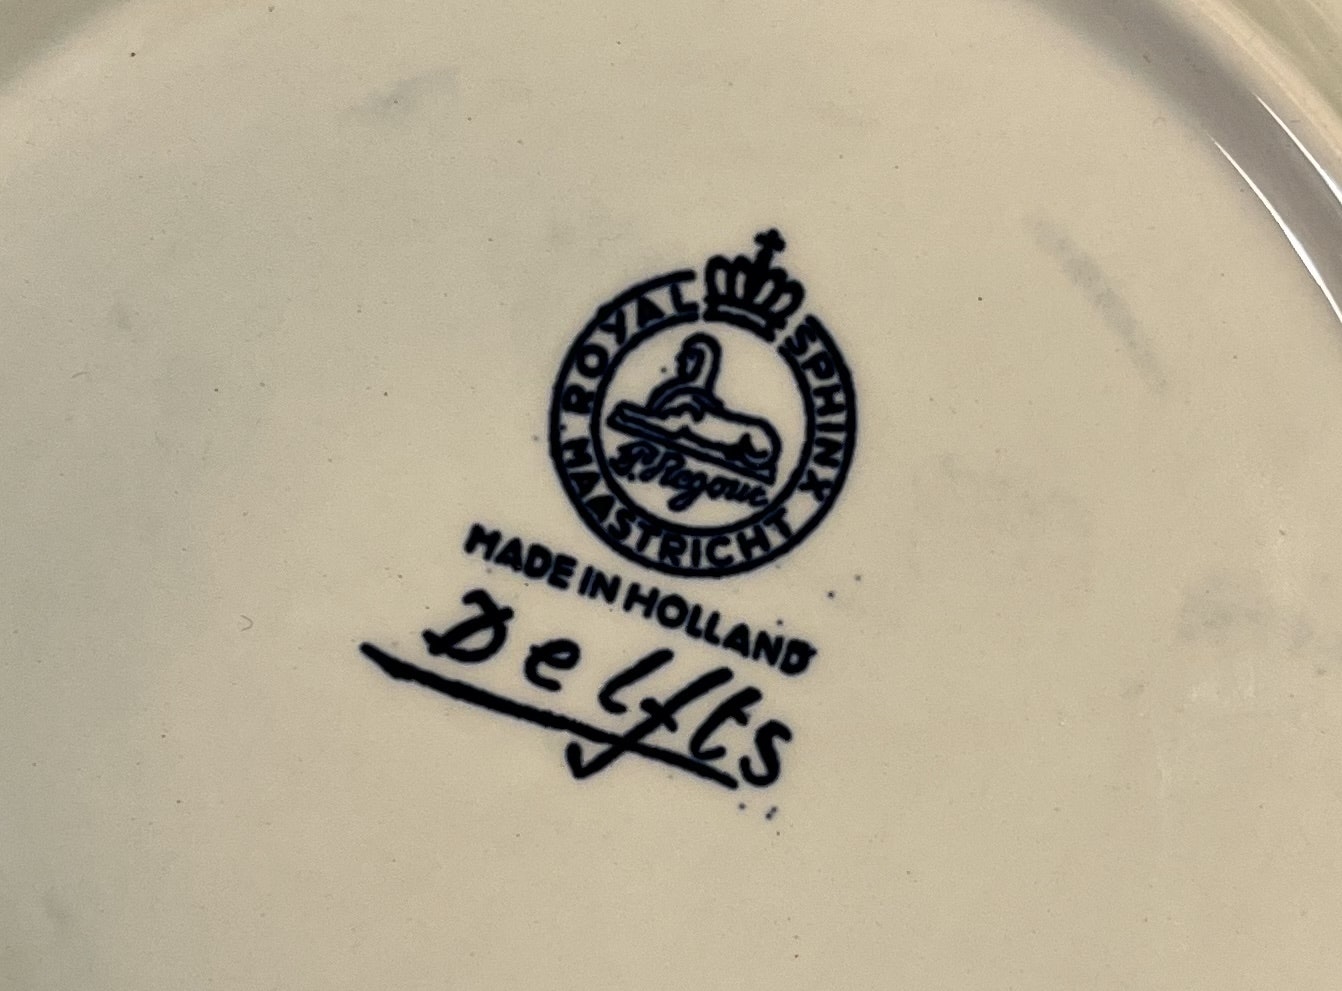 ROYAL SPHINX
MAASTRICHT
P. Regout
MADE IN HOLLAND
Delfts